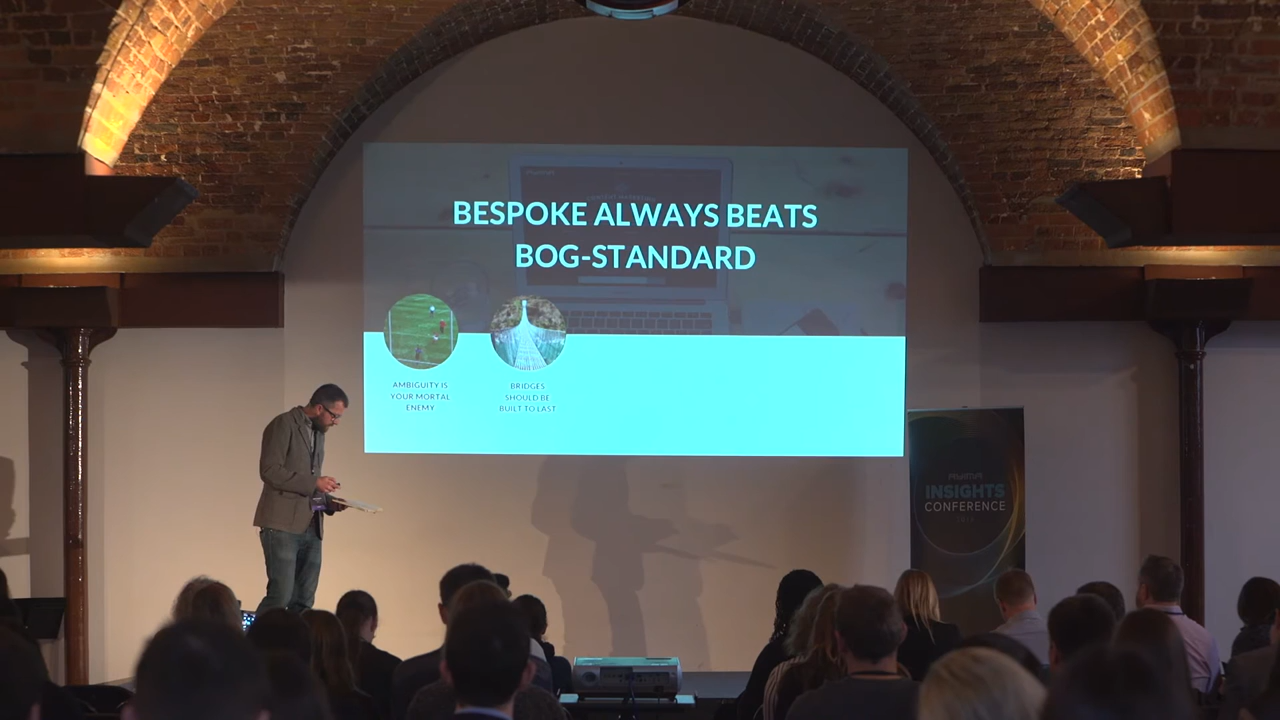 BESPOKE ALWAYS BEATS
BOG-STANDARD
AMBIGUITY IS
YOUR MORTAL
ENEMY
BRIDGES
SHOULD BE
BUILT TO LAST
INSIGHTS
CONFERENCE